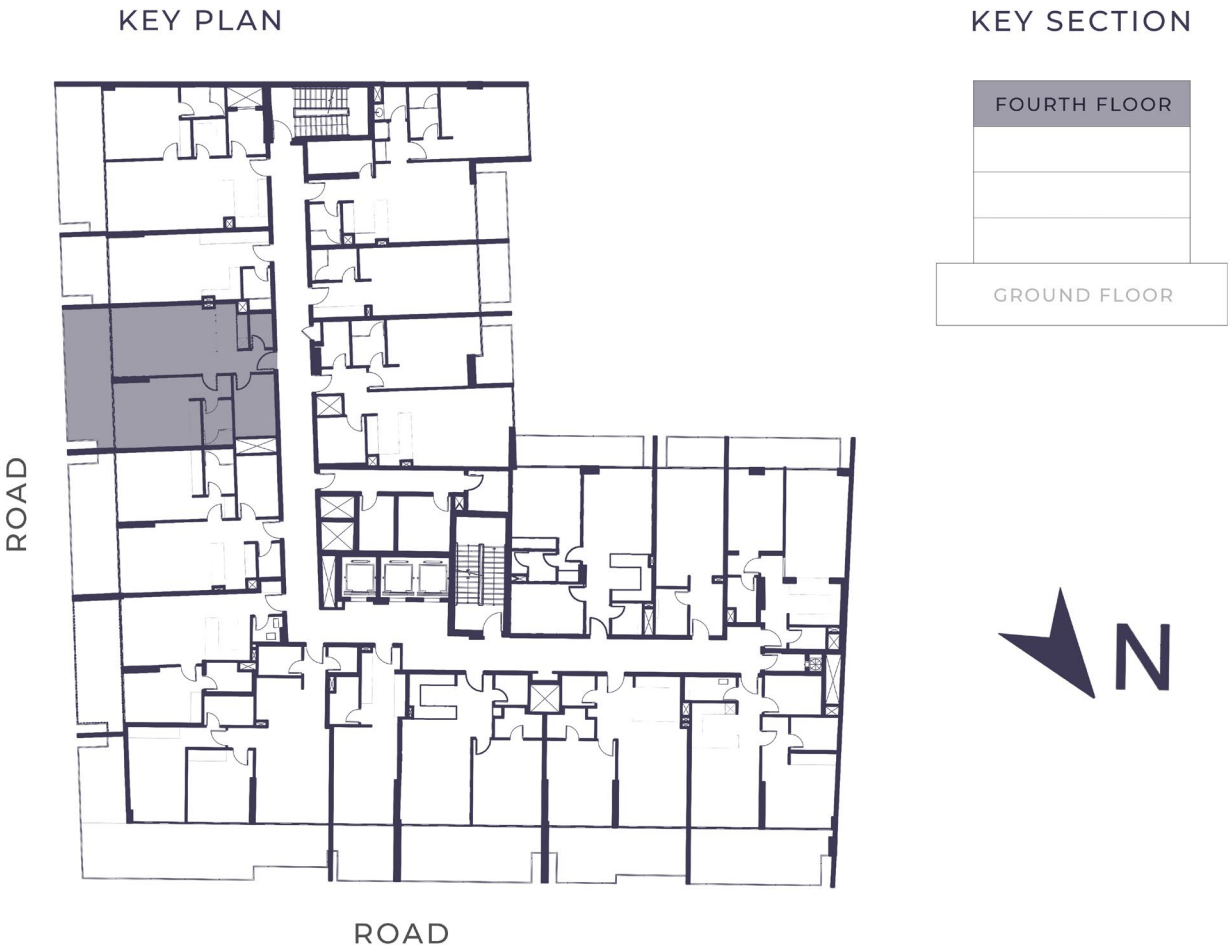 KEY PLAN
KEY SECTION
FOURTH FLOOR
GROUND FLOOR
ROAD
N
ROAD